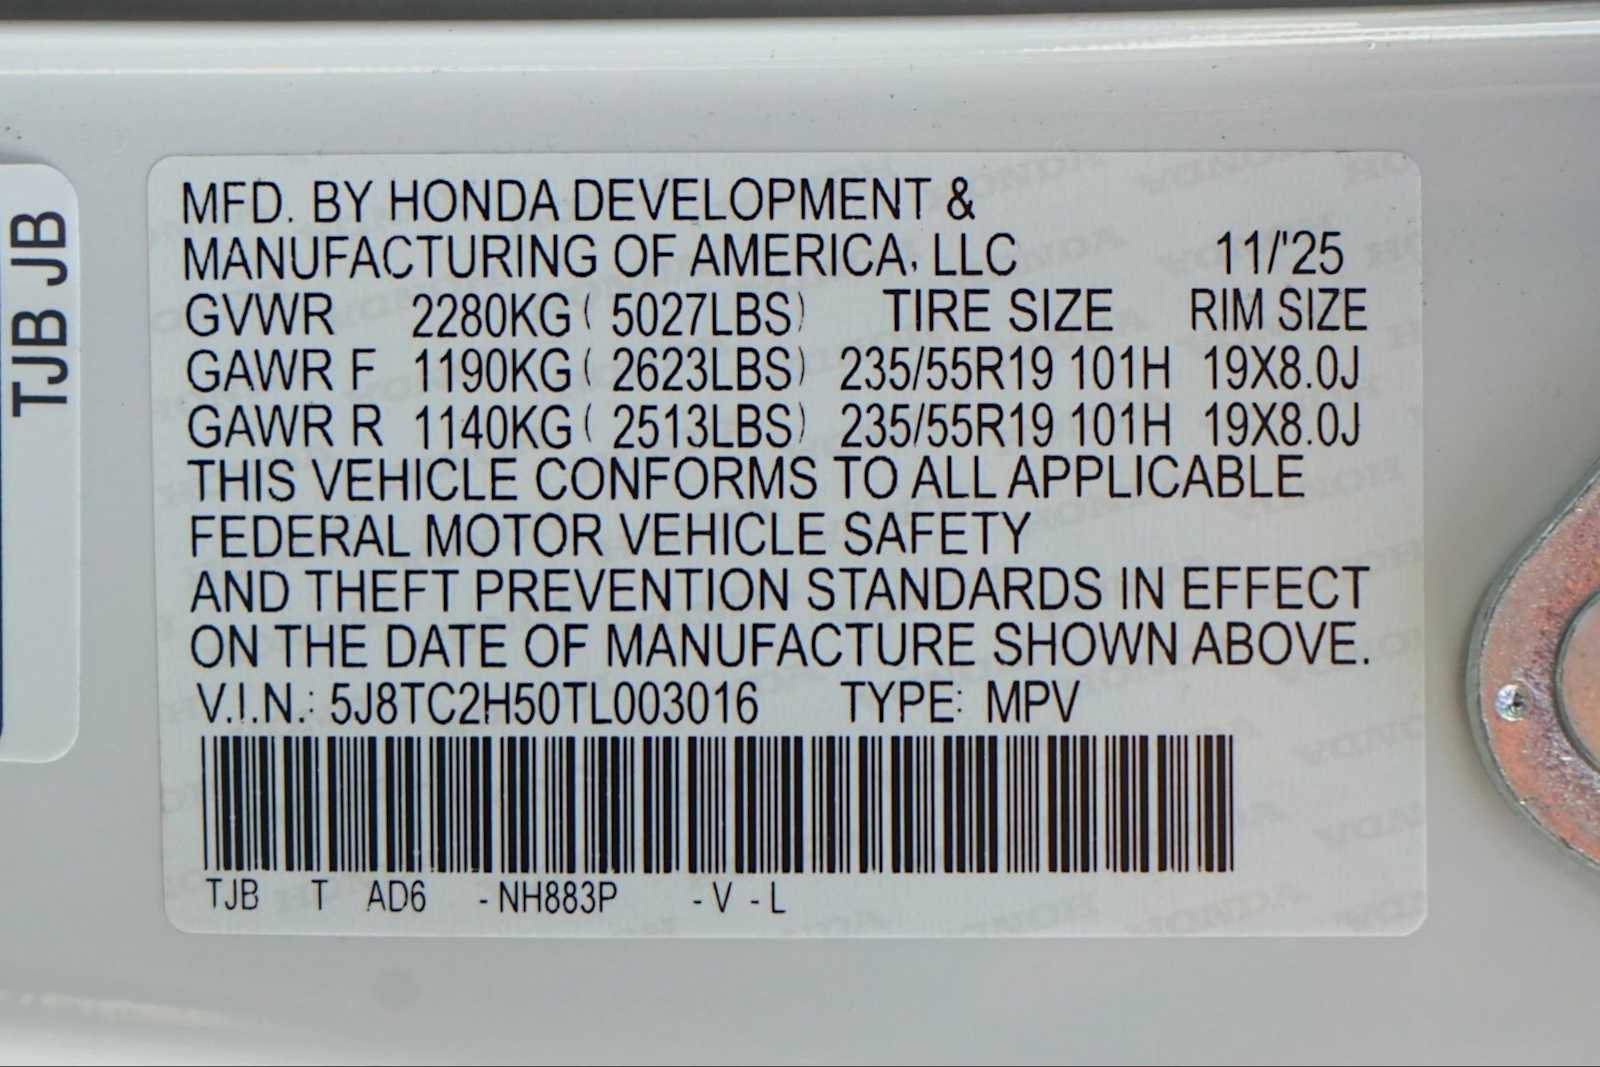 TJB JB
MFD. BY HONDA DEVELOPMENT &
MANUFACTURING OF AMERICA, LLC 11/'25
GVWR 2280KG ( 5027LBS) TIRE SIZE RIM SIZE
GAWR F 1190KG ( 2623LBS) 235/55R19 101H 19X8.0J
GAWR R 1140KG ( 2513LBS) 235/55R19 101H 19X8.0J
THIS VEHICLE CONFORMS TO ALL APPLICABLE
FEDERAL MOTOR VEHICLE SAFETY
AND THEFT PREVENTION STANDARDS IN EFFECT
ON THE DATE OF MANUFACTURE SHOWN ABOVE.
V.I.N.: 5J8TC2H50TL003016 TYPE: MPV
TJB T AD6 -NH883P -V -L